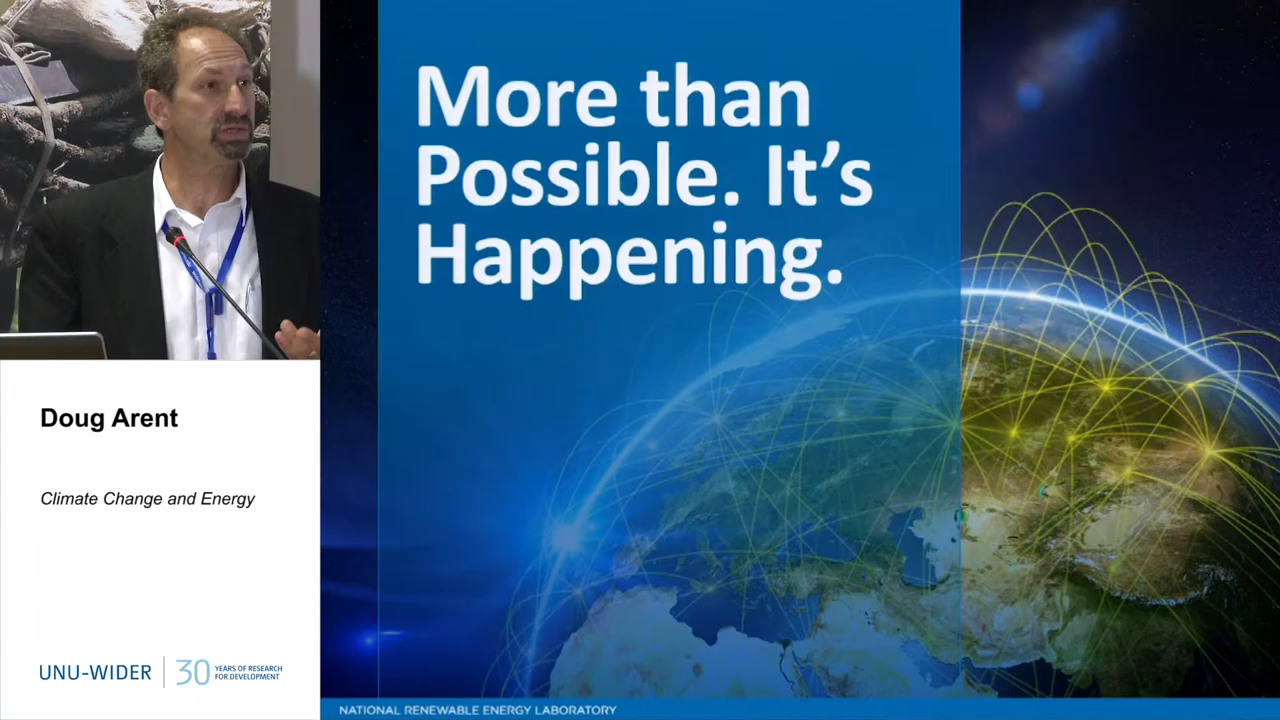 More than
Possible. It's
Happening.
Doug Arent
Climate Change and Energy
UNU-WIDER
30 YEARS OF RESEARCH
FOR DEVELOPMENT
NATIONAL RENEWABLE ENERGY LABORATORY